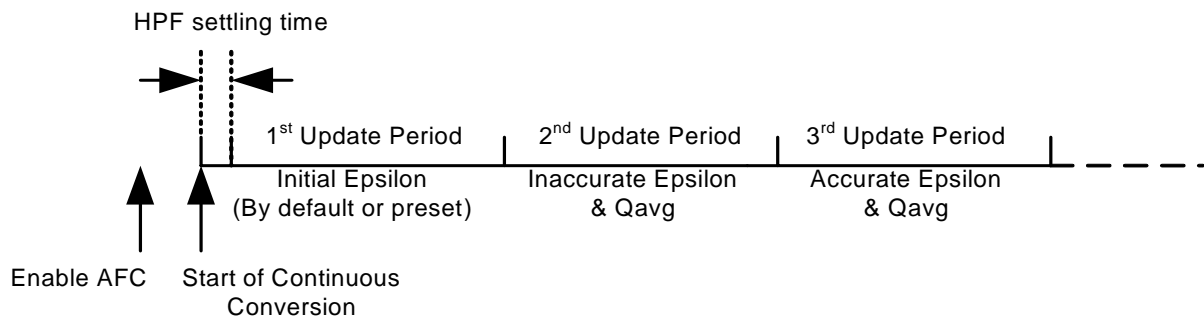 HPF settling time
1st Update Period
2nd Update Period
3rd Update Period
Initial Epsilon
(By default or preset)
Inaccurate Epsilon
& Qavg
Accurate Epsilon
& Qavg
Enable AFC
Start of Continuous
Conversion